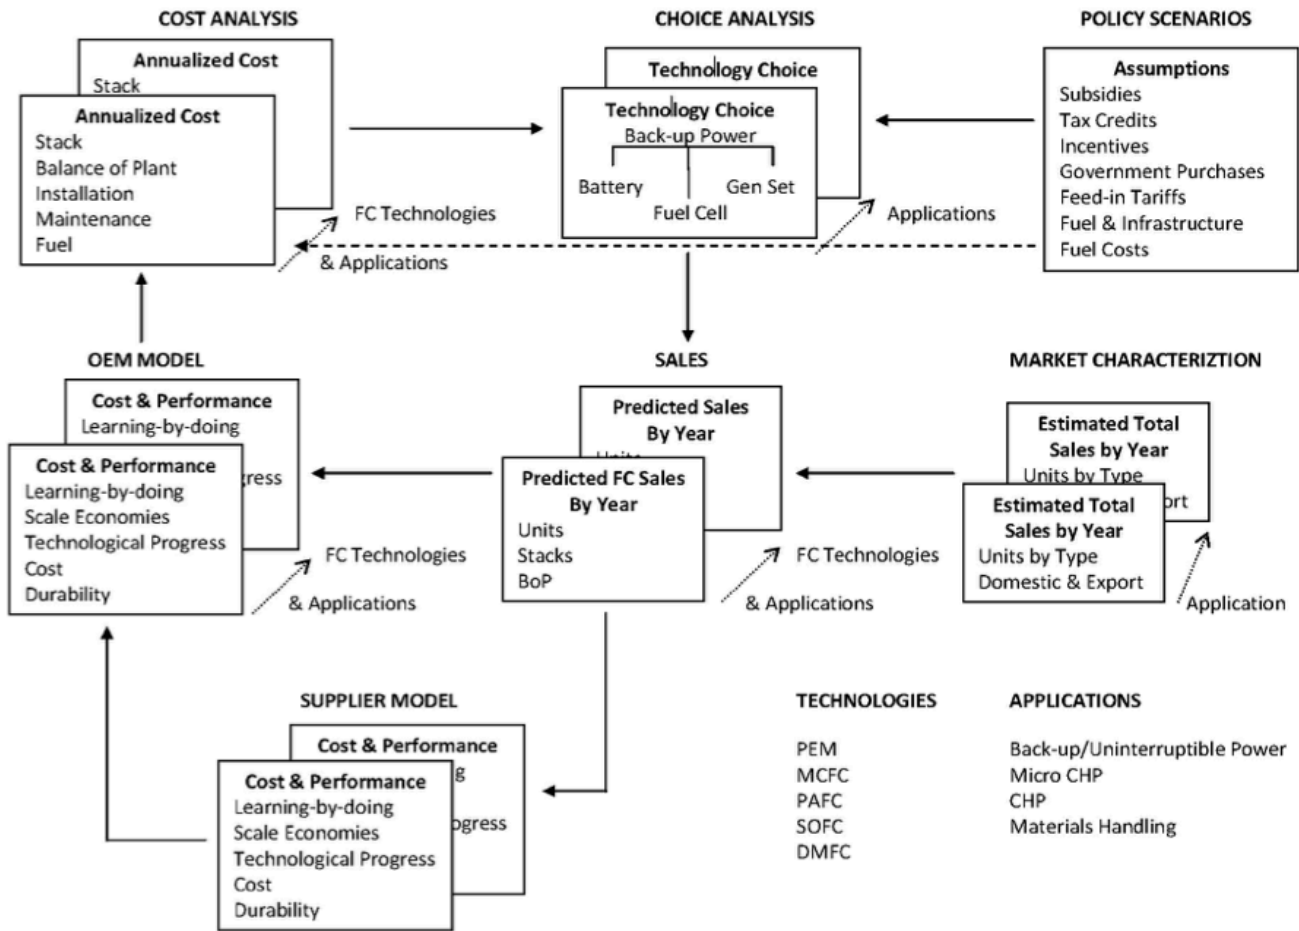 COST ANALYSIS
Annualized Cost
Stack
Annualized Cost
Stack
Balance of Plant
Installation
Maintenance
Fuel
FC Technologies
& Applications
CHOICE ANALYSIS
Technology Choice
Technology Choice
Back-up Power
Battery
Gen Set
Fuel Cell
Applications
POLICY SCENARIOS
Assumptions
Subsidies
Tax Credits
Incentives
Government Purchases
Feed-in Tariffs
Fuel & Infrastructure
Fuel Costs
OEM MODEL
Cost & Performance
Learning-by-doing
Cost & Performance
Learning-by-doing
Scale Economies
Technological Progress
Cost
Durability
FC Technologies
& Applications
SALES
Predicted Sales
By Year
Predicted FC Sales
By Year
Units
Stacks
BoP
FC Technologies
& Applications
MARKET CHARACTERIZTION
Estimated Total
Sales by Year
Units by Type
Estimated Total
Sales by Year
Units by Type
Domestic & Export
Application
SUPPLIER MODEL
Cost & Performance
Cost & Performance
Learning-by-doing
Scale Economies
Technological Progress
Cost
Durability
TECHNOLOGIES
PEM
MCFC
PAFC
SOFC
DMFC
APPLICATIONS
Back-up/Uninterruptible Power
Micro CHP
CHP
Materials Handling